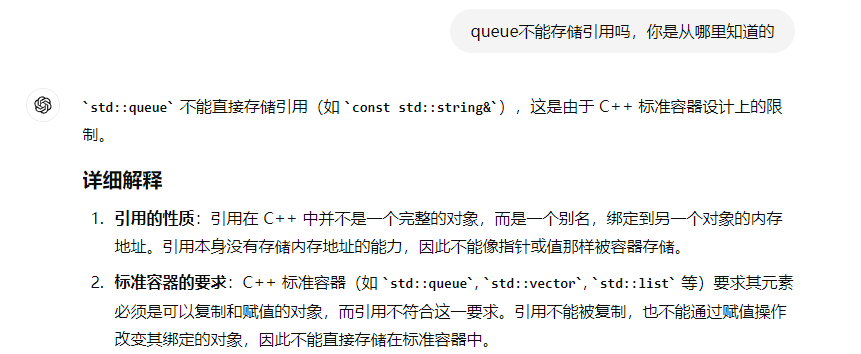 queue不能存储引用吗，你是从哪里知道的
`std::queue` 不能直接存储引用（如 `const std::string&`），这是由于 C++ 标准容器设计上的限
制。
详细解释
1. 引用的性质：引用在 C++ 中并不是一个完整的对象，而是一个别名，绑定到另一个对象的内存
地址。引用本身没有存储内存地址的能力，因此不能像指针或值那样被容器存储。
2. 标准容器的要求：C++ 标准容器（如 `std::queue`, `std::vector`, `std::list` 等）要求其元素
必须是可以复制和赋值的对象，而引用不符合这一要求。引用不能被复制，也不能通过赋值操作
改变其绑定的对象，因此不能直接存储在标准容器中。